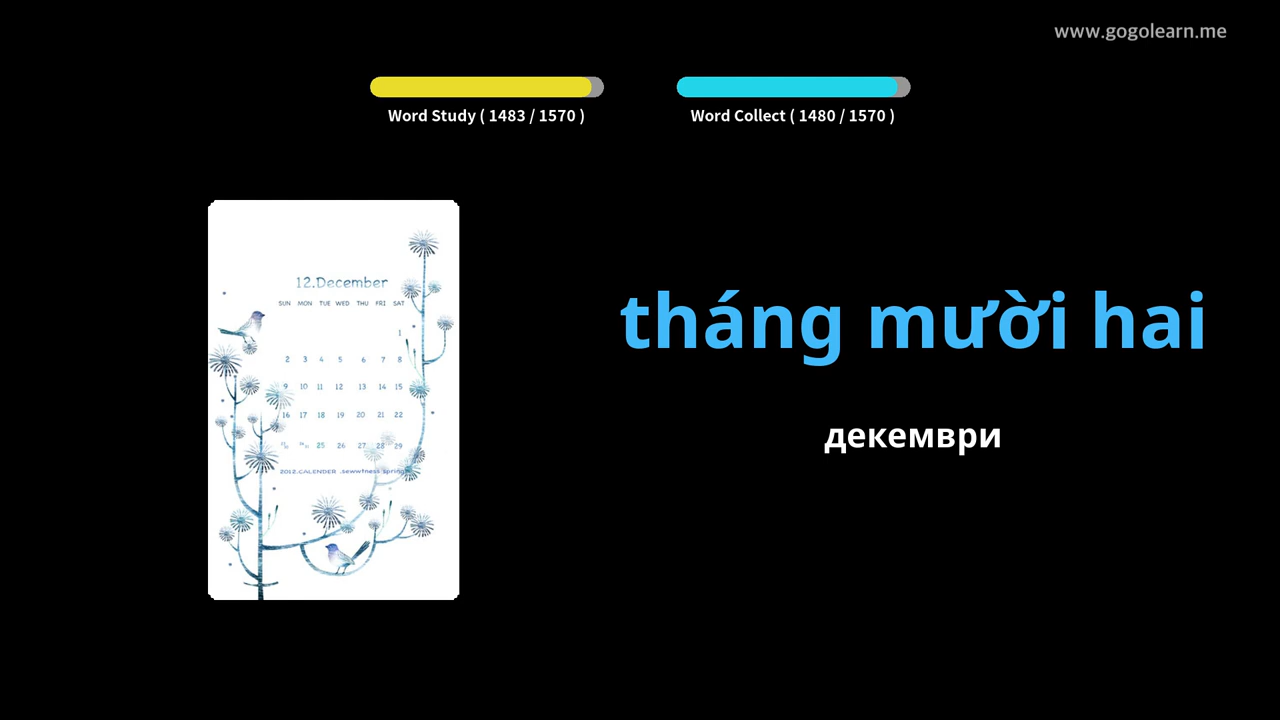 www.gogolearn.me
Word Study ( 1483 / 1570 )
Word Collect ( 1480 / 1570 )
12.December
SUN MON TUE WED THU FRI SAT
1
2 3 4 5 6 7 8
9 10 11 12 13 14 15
16 17 18 19 20 21 22
25 26 27 28 29
2012.CALENDER
tháng mười hai
декември